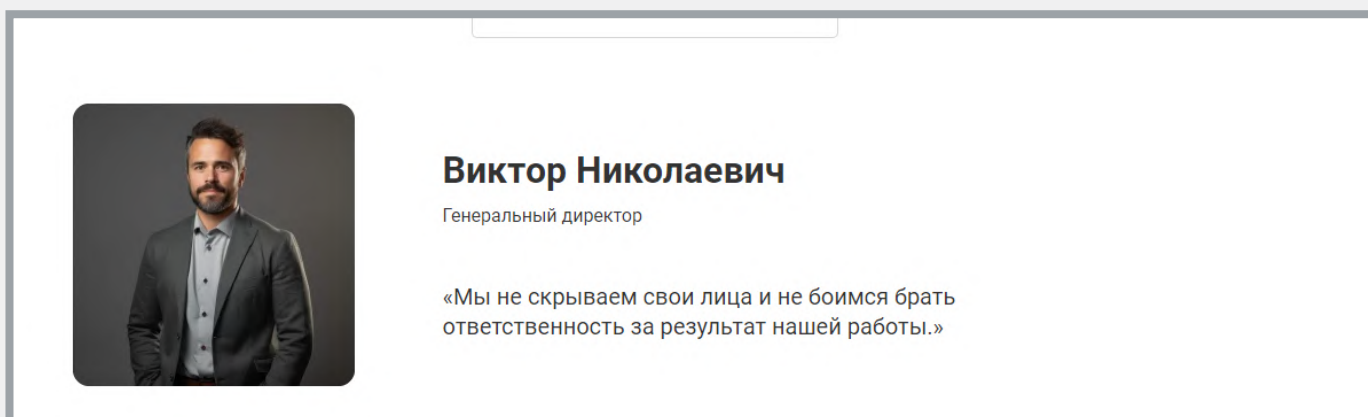 Виктор Николаевич
Генеральный директор
«Мы не скрываем свои лица и не боимся брать
ответственность за результат нашей работы.»